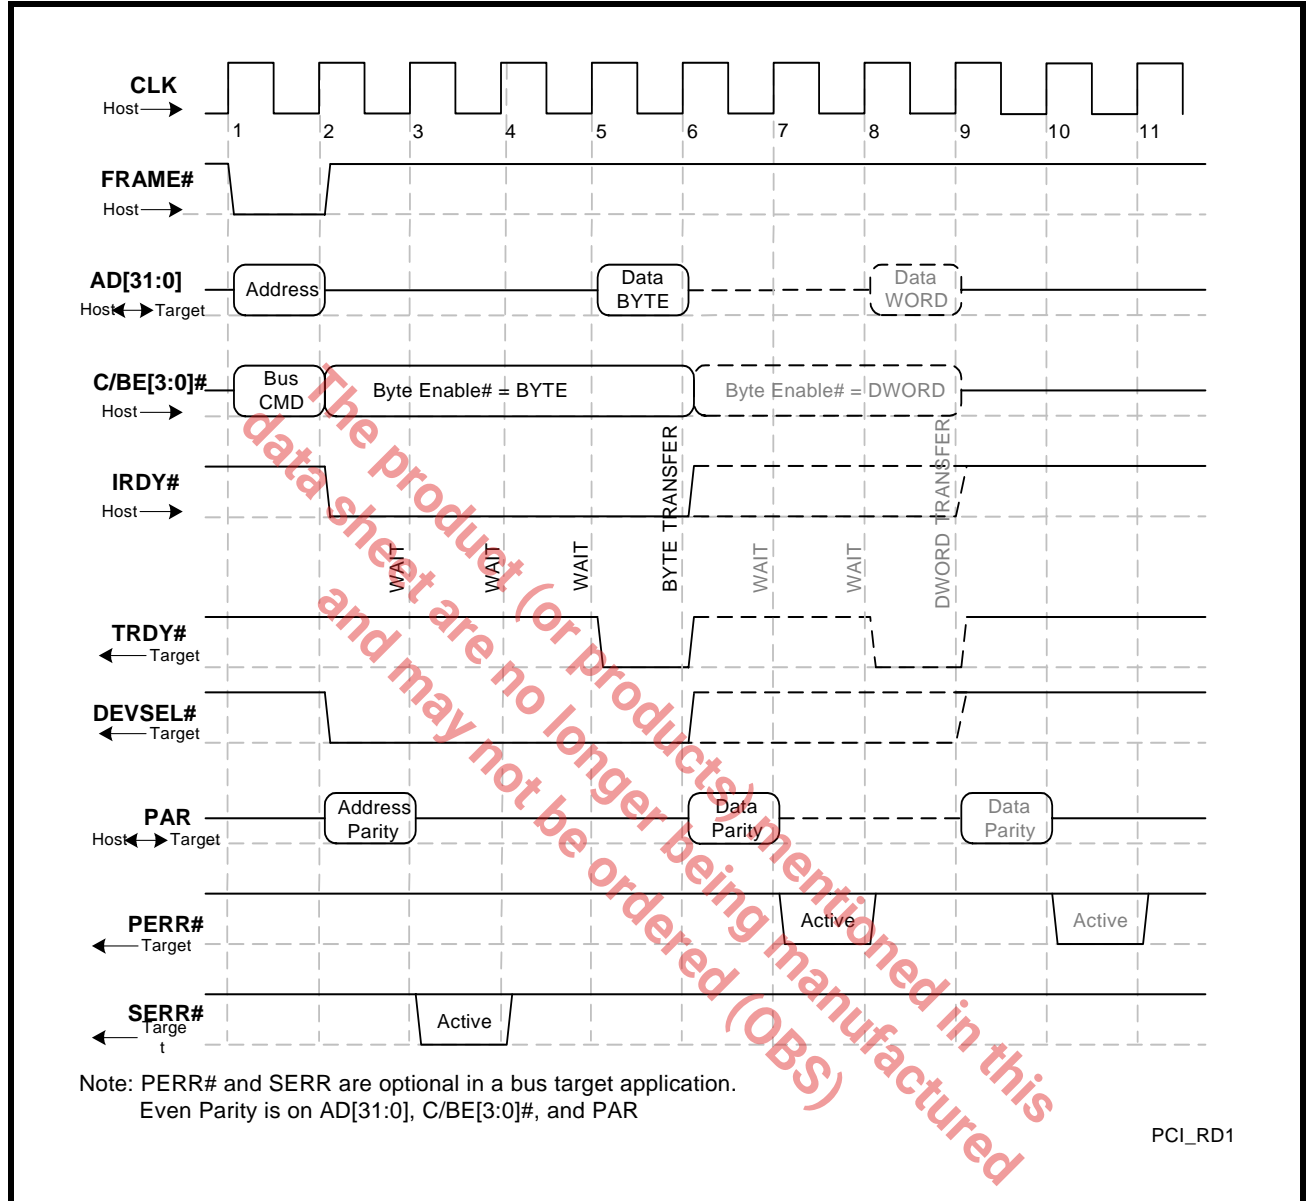 CLK
Host
1 2 3 4 5 6 7 8 9 10 11
FRAME#
Host
AD[31:0]
Host Target
Address
Data
BYTE
Data
WORD
C/BE[3:0]#
Host
Bus
CMD
Byte Enable# = BYTE
Byte Enable# = DWORD
IRDY#
Host
WAIT
WAIT
WAIT
BYTE TRANSFER
WAIT
WAIT
DWORD TRANSFER
TRDY#
Target
DEVSEL#
Target
PAR
Host Target
Address
Parity
Data
Parity
Data
Parity
PERR#
Target
Active
Active
SERR#
Targe
t
Active
Note: PERR# and SERR are optional in a bus target application.
Even Parity is on AD[31:0], C/BE[3:0]#, and PAR
PCI_RD1
The product (or products) mentioned in this
data sheet are no longer being manufactured
and may not be ordered (OBS)